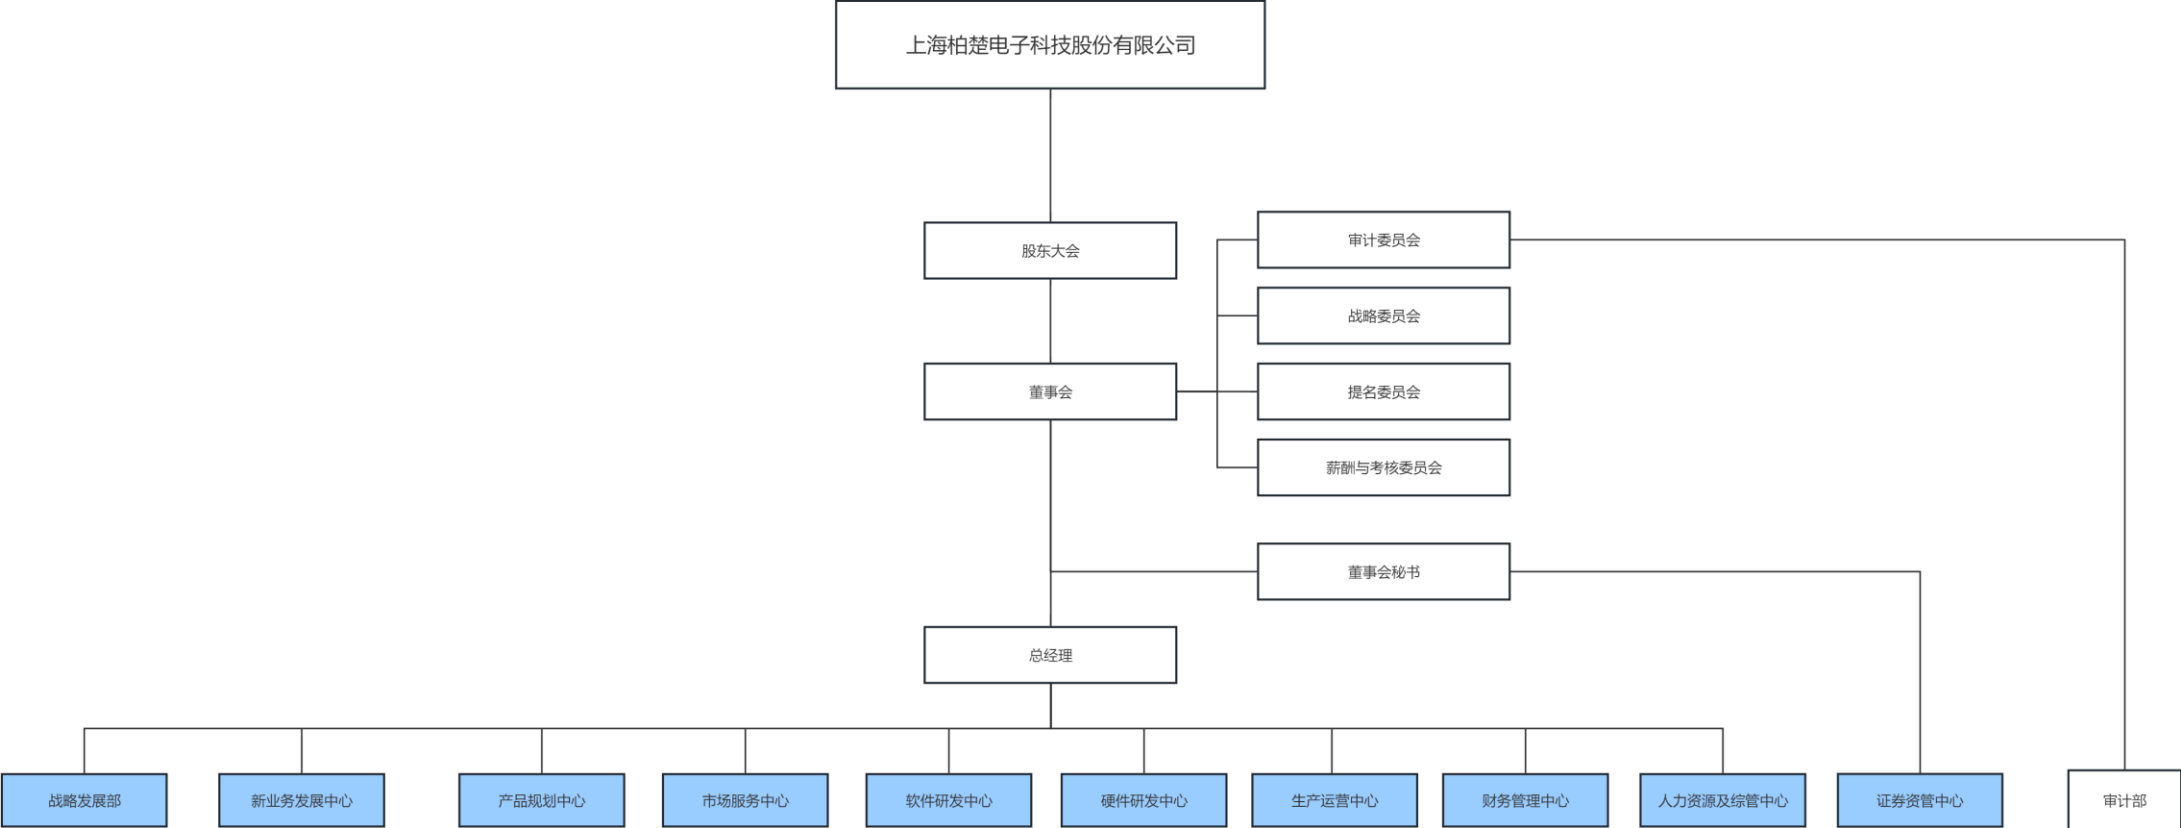 上海柏楚电子科技股份有限公司
股东大会
审计委员会
战略委员会
董事会
提名委员会
薪酬与考核委员会
董事会秘书
总经理
战略发展部
新业务发展中心
产品规划中心
市场服务中心
软件研发中心
硬件研发中心
生产运营中心
财务管理中心
人力资源及综管中心
证券资管中心
审计部